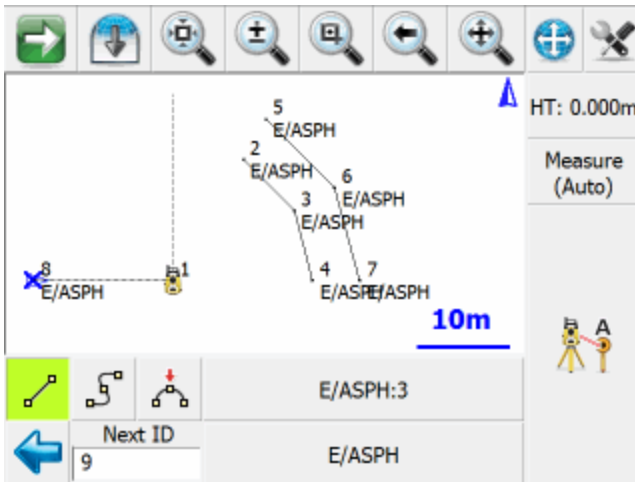 HT: 0.000m
Measure
(Auto)
5
E/ASPH
2
E/ASPH
6
E/ASPH
3
E/ASPH
8
E/ASPH
1
4
E/ASPH
7
E/ASPH
10m
A
E/ASPH:3
Next ID
9
E/ASPH